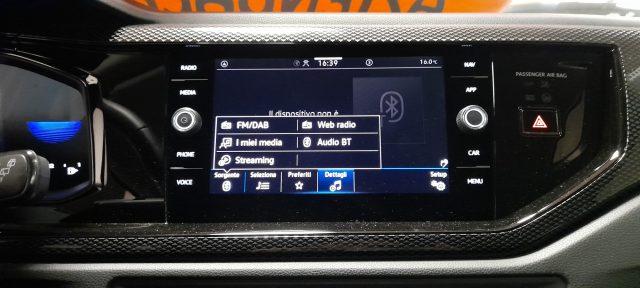 RADIO
MEDIA
PHONE
VOICE
16:39
16.0°C
Il dispositivo non è
FM/DAB
Web radio
I miei media
Audio BT
Streaming
Sorgente
Seleziona
Preferiti
Dettagli
Setup
NAV
APP
CAR
MENU
PASSENGER AIR BAG